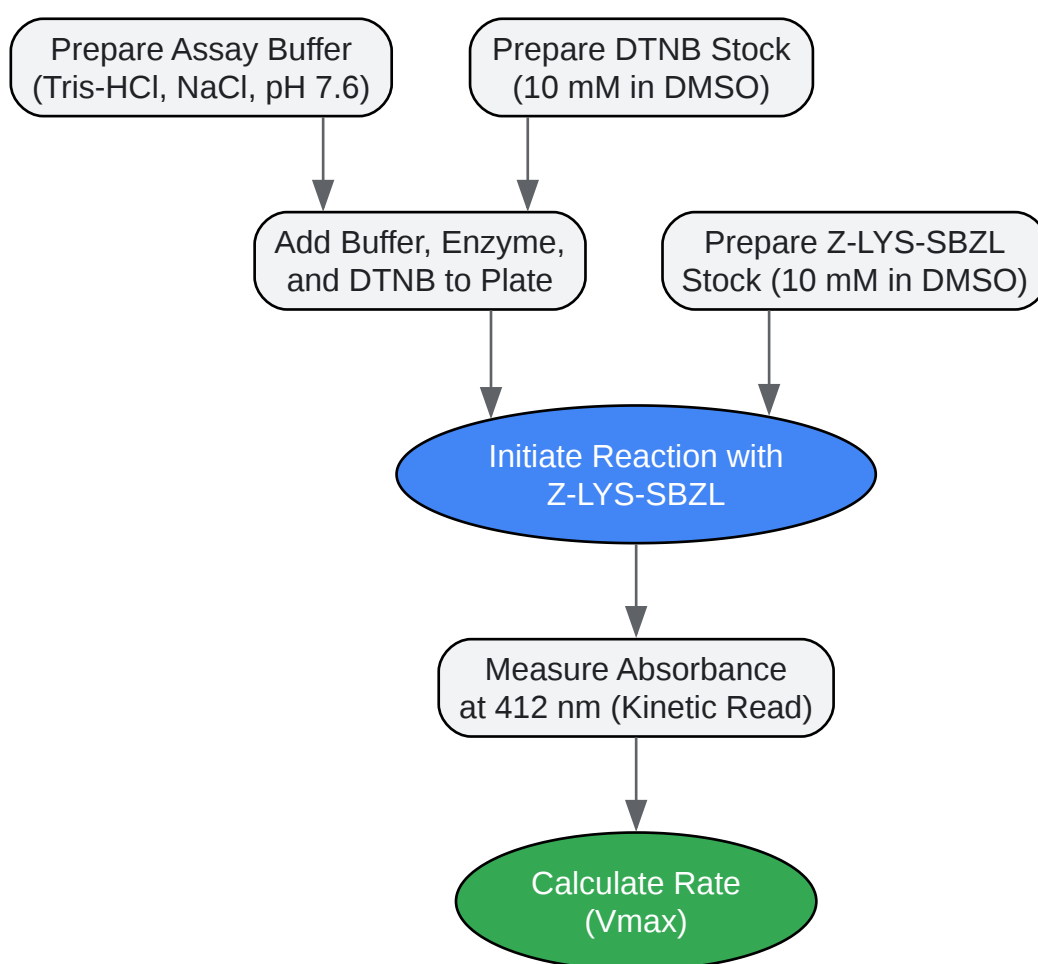 Prepare Assay Buffer
(Tris-HCl, NaCl, pH 7.6)
Prepare DTNB Stock
(10 mM in DMSO)
Add Buffer, Enzyme,
and DTNB to Plate
Prepare Z-LYS-SBZL
Stock (10 mM in DMSO)
Initiate Reaction with
Z-LYS-SBZL
Measure Absorbance
at 412 nm (Kinetic Read)
Calculate Rate
(Vmax)